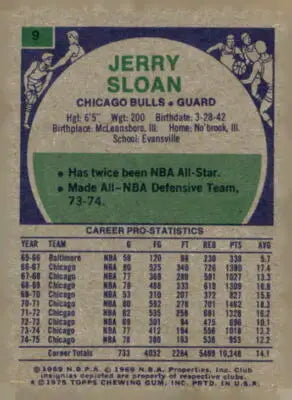 9
JERRY
SLOAN
CHICAGO BULLS • GUARD
Hgt: 6'5" Wgt: 200 Birthdate: 3-28-42
Birthplace: McLeansboro, Ill. Home: No'brook, Ill.
School: Evansville
• Has twice been NBA All-Star.
• Made All-NBA Defensive Team,
73-74.
CAREER PRO-STATISTICS
YEAR TEAM G FG FT REB PTS AVG
65-66 Baltimore NBA 59 120 98 230 338 5.7
66-67 Chicago NBA 80 525 340 726 1390 17.4
67-68 Chicago NBA 77 369 289 591 1027 13.3
68-69 Chicago NBA 78 488 333 619 1309 16.8
69-70 Chicago NBA 53 310 207 372 827 15.6
70-71 Chicago NBA 80 592 278 701 1462 18.3
71-72 Chicago NBA 82 535 258 691 1328 16.2
72-73 Chicago NBA 69 301 94 475 696 10.1
73-74 Chicago NBA 77 412 194 556 1018 13.2
74-75 Chicago NBA 78 380 193 538 953 12.2
Career Totals 733 4032 2284 5499 10,348 14.1
© 1969 N.B.P.A. © 1969 NBA Properties, Inc. Club
insignias depicted are property of respective clubs.
© 1975 TOPPS CHEWING GUM, INC. PRTD. IN U.S.A.